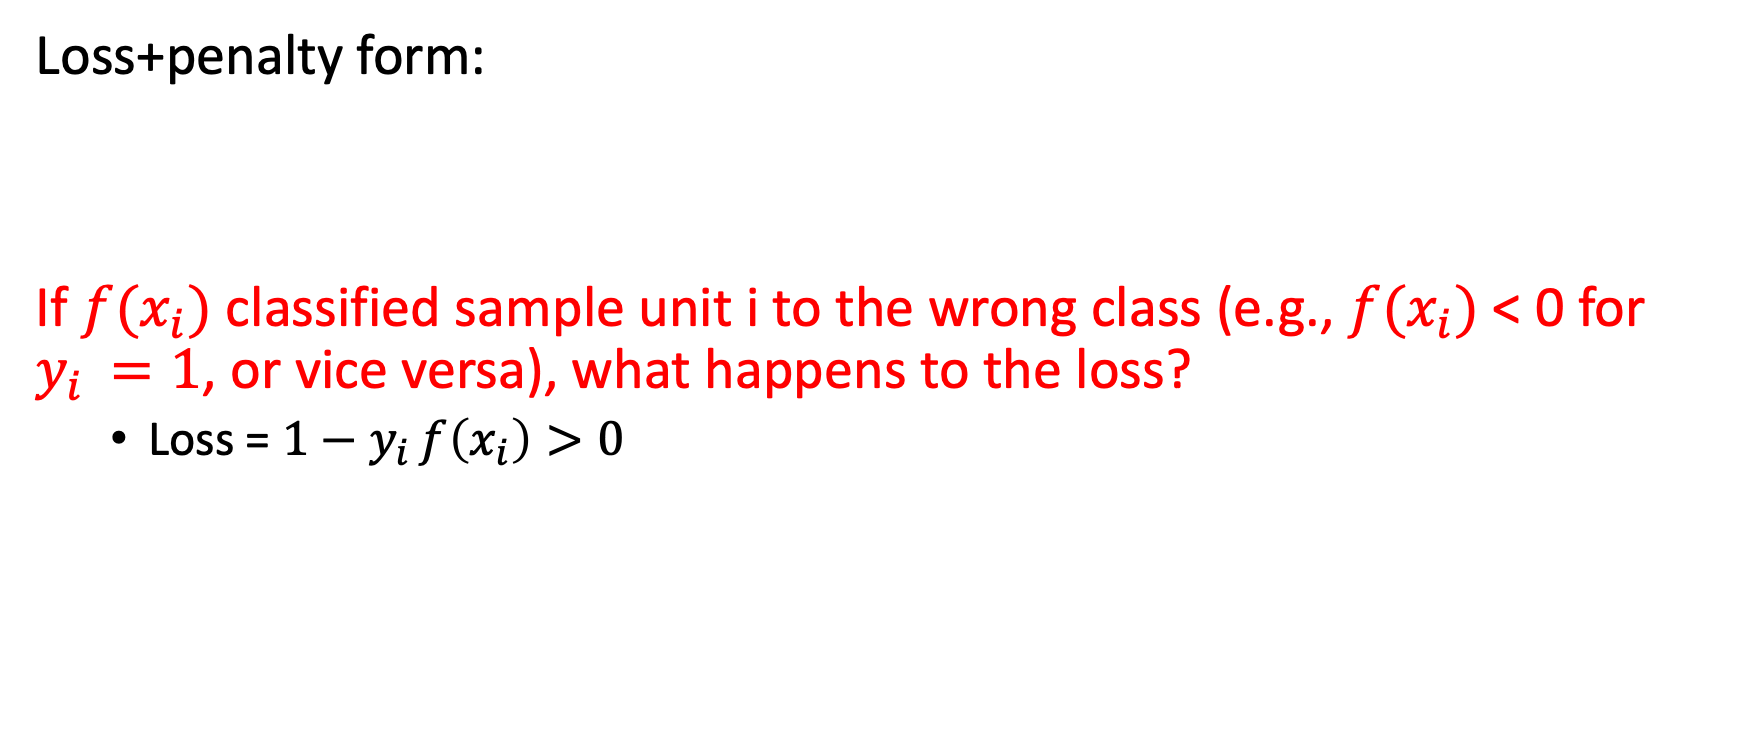 Loss+penalty form:
If f(xᵢ) classified sample unit i to the wrong class (e.g., f(xᵢ) < 0 for
yᵢ = 1, or vice versa), what happens to the loss?
• Loss = 1 − yᵢ f(xᵢ) > 0